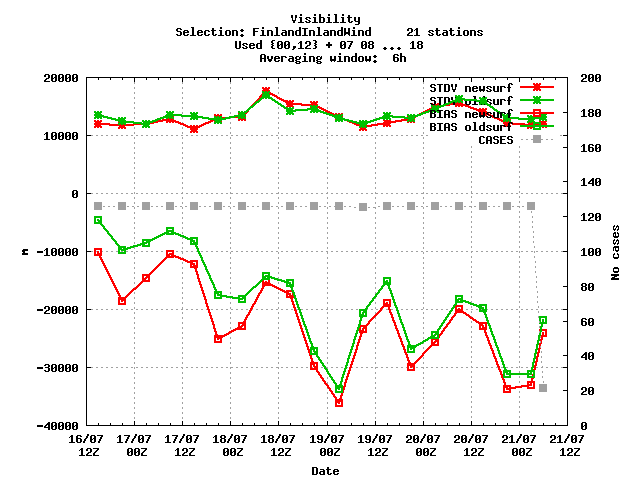 Visibility
Selection: FinlandInlandWind 21 stations
Used {00,12} + 07 08 ... 18
Averaging window: 6h
20000
10000
0
-10000
-20000
-30000
-40000
m
200
180
160
140
120
100
80
60
40
20
0
No cases
STDV newsurf
STDV oldsurf
BIAS newsurf
BIAS oldsurf
CASES
16/07 17/07 17/07 18/07 18/07 19/07 19/07 20/07 20/07 21/07 21/07
12Z 00Z 12Z 00Z 12Z 00Z 12Z 00Z 12Z 00Z 12Z
Date